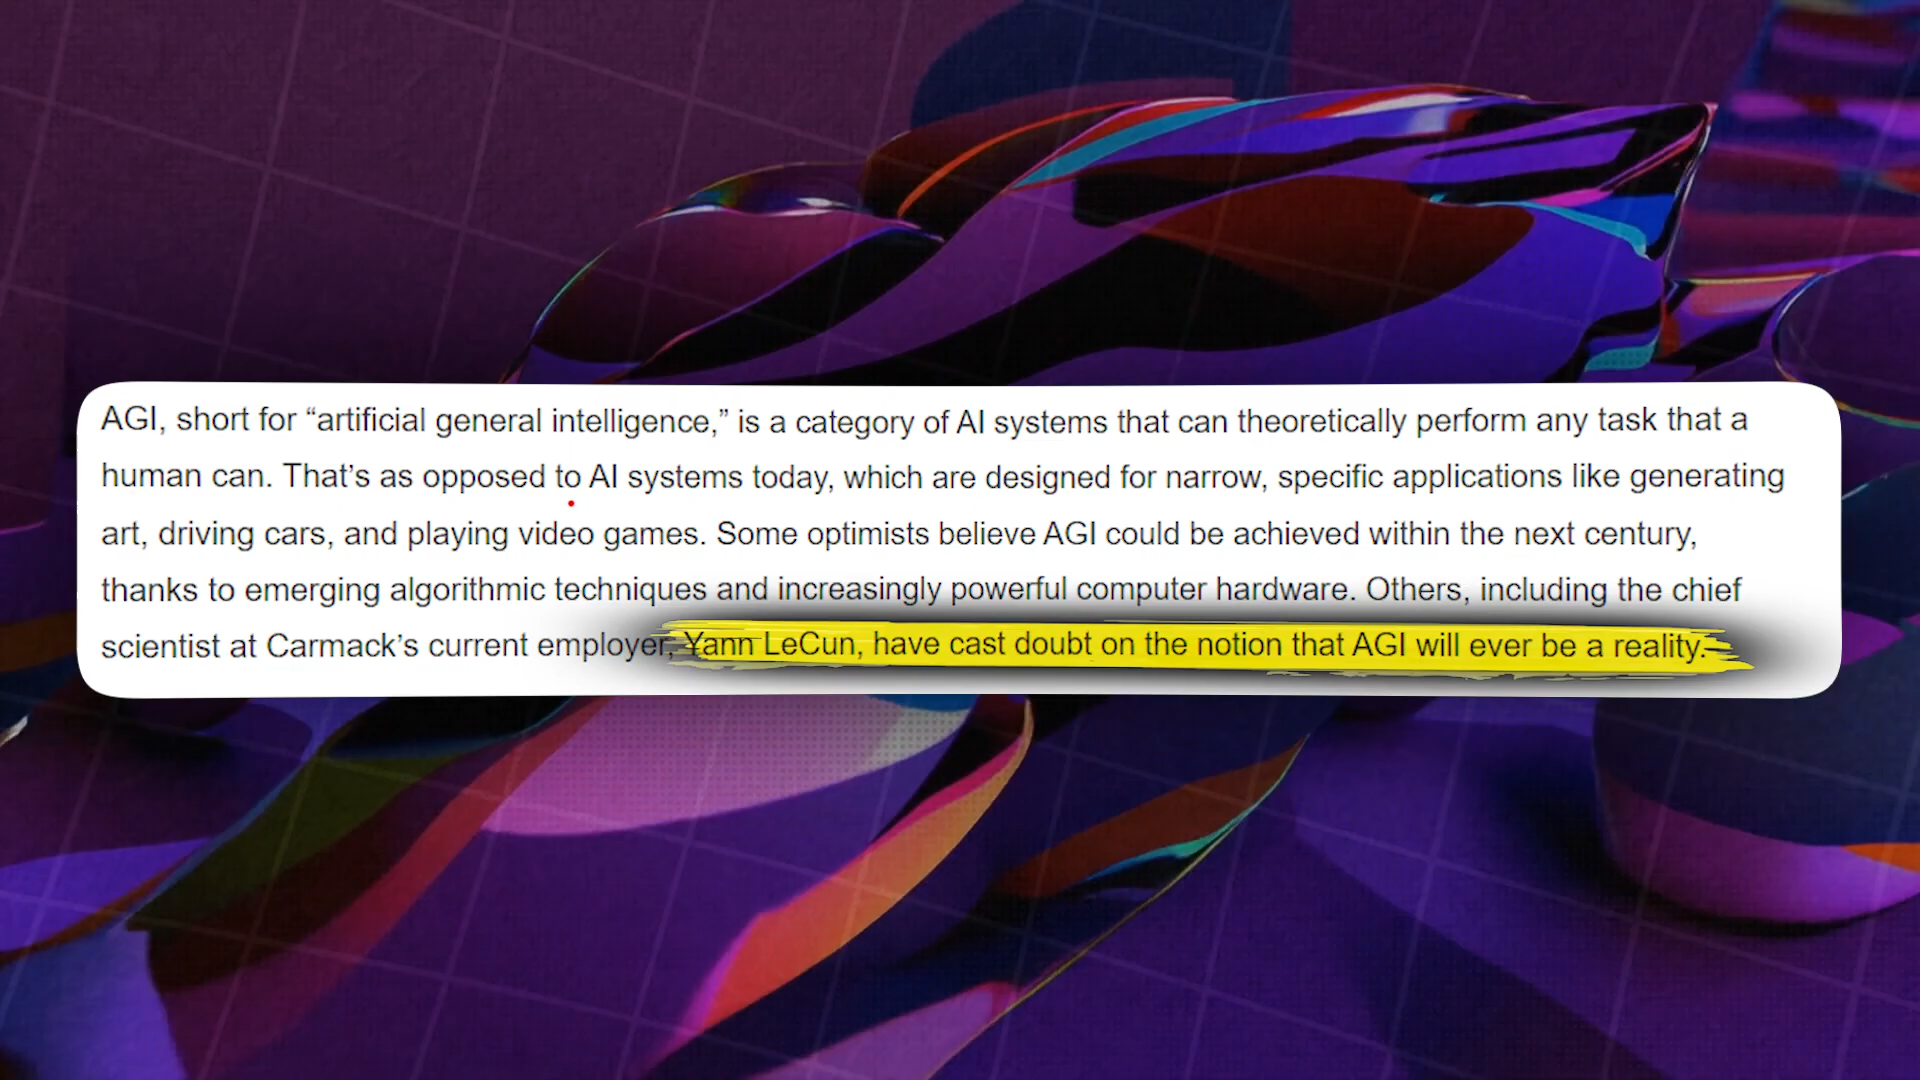 AGI, short for “artificial general intelligence,” is a category of AI systems that can theoretically perform any task that a
human can. That’s as opposed to AI systems today, which are designed for narrow, specific applications like generating
art, driving cars, and playing video games. Some optimists believe AGI could be achieved within the next century,
thanks to emerging algorithmic techniques and increasingly powerful computer hardware. Others, including the chief
scientist at Carmack’s current employer, Yann LeCun, have cast doubt on the notion that AGI will ever be a reality.